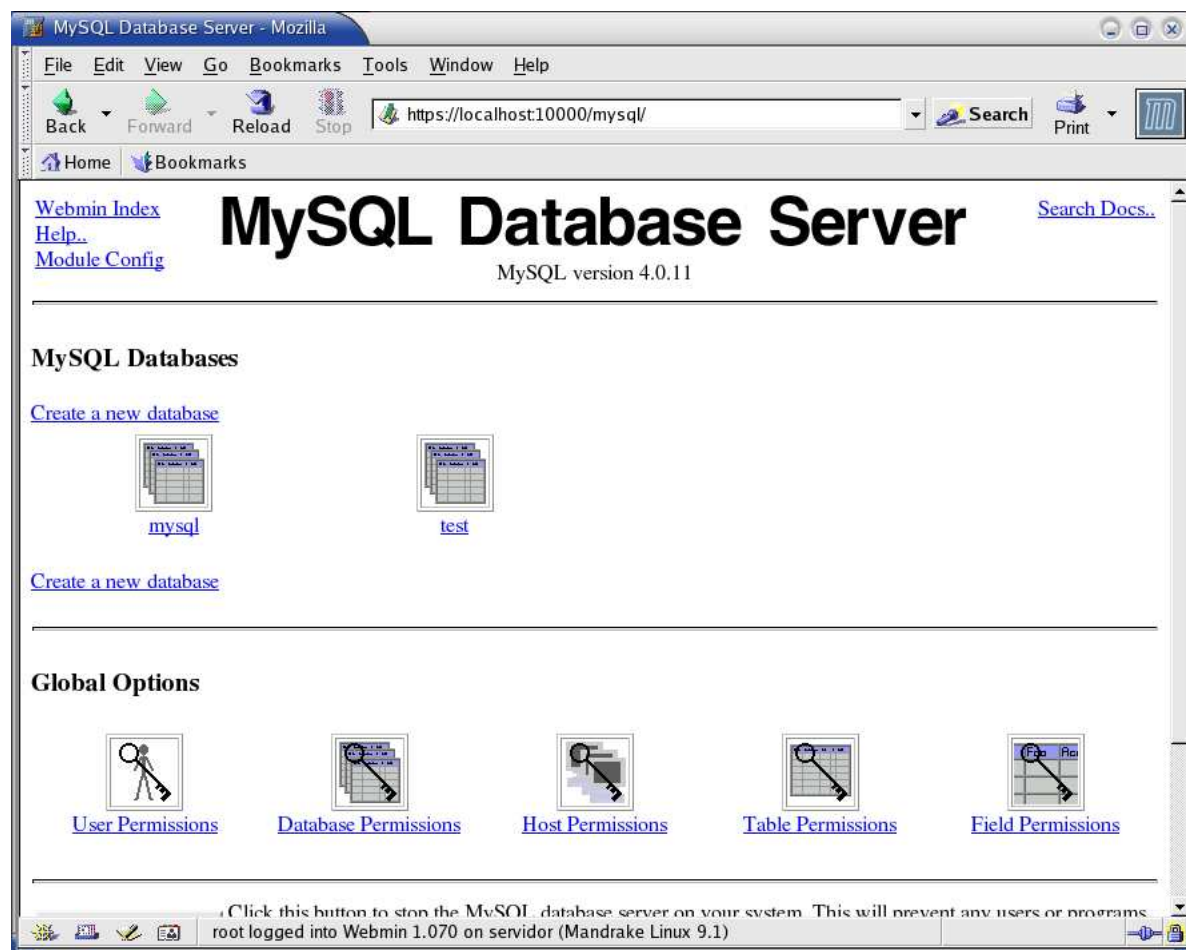 MySQL Database Server - Mozilla
File Edit View Go Bookmarks Tools Window Help
Back Forward Reload Stop https://localhost:10000/mysql/ Search Print
Home Bookmarks
Webmin Index
Help..
Module Config
MySQL Database Server
MySQL version 4.0.11
Search Docs..
MySQL Databases
Create a new database
mysql test
Create a new database
Global Options
User Permissions Database Permissions Host Permissions Table Permissions Field Permissions
Click this button to stop the MySQL database server on your system. This will prevent any users or programs
root logged into Webmin 1.070 on servidor (Mandrake Linux 9.1)